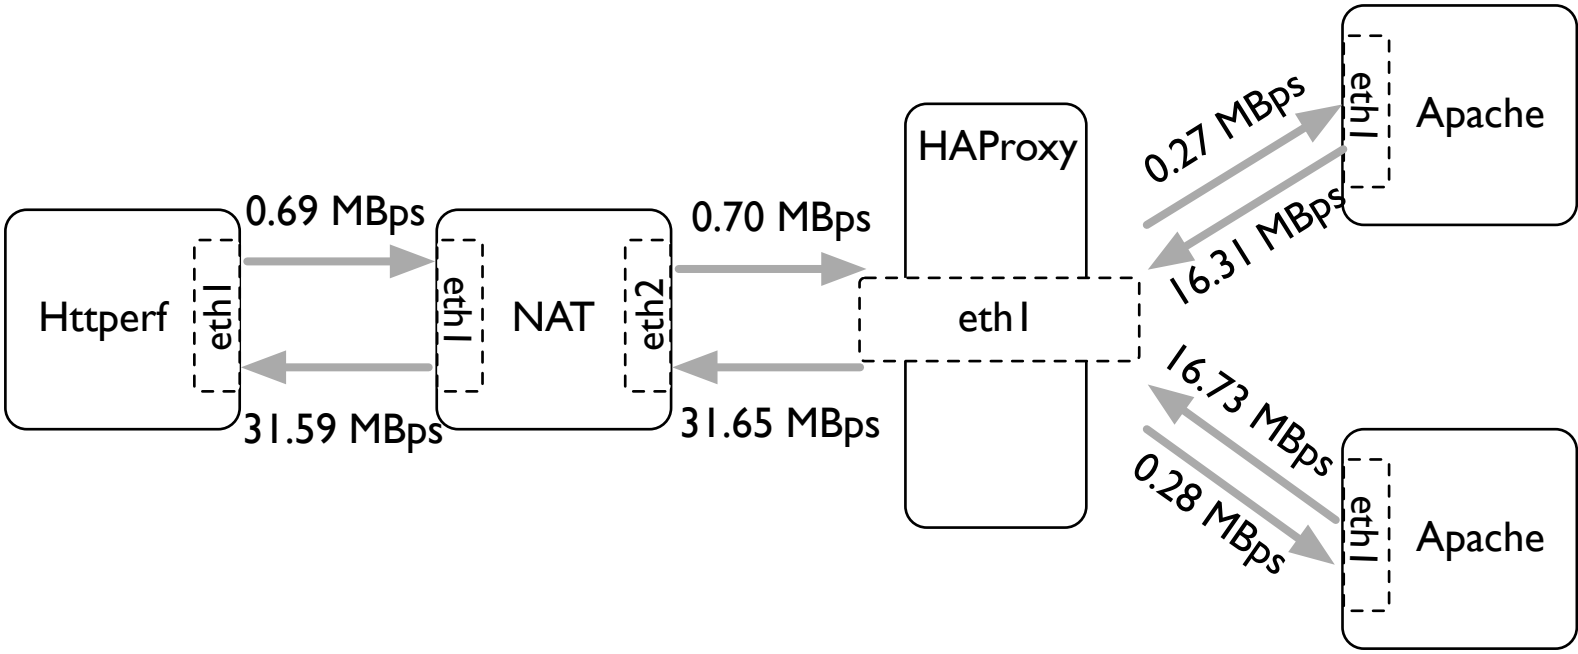 Httperf
eth1
0.69 MBps
31.59 MBps
eth1
NAT
eth2
0.70 MBps
31.65 MBps
HAProxy
eth1
0.27 MBps
16.31 MBps
eth1
Apache
16.73 MBps
0.28 MBps
eth1
Apache